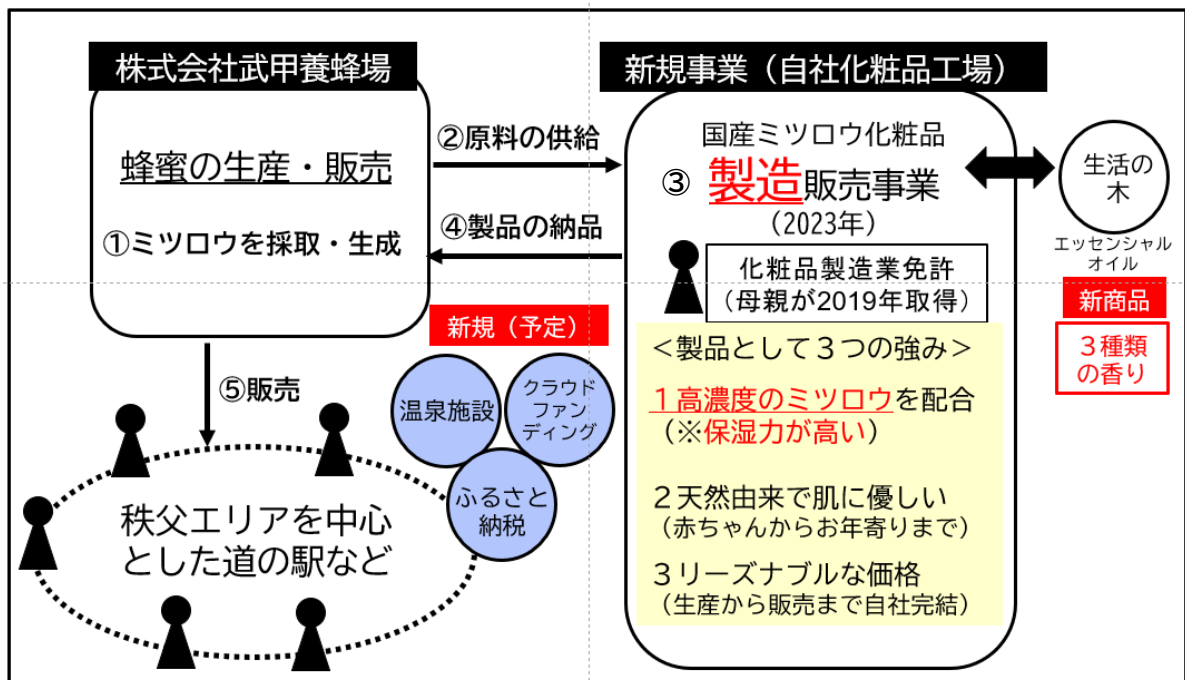 株式会社武甲養蜂場
蜂蜜の生産・販売
①ミツロウを採取・生成
②原料の供給
④製品の納品
新規事業（自社化粧品工場）
国産ミツロウ化粧品
③ 製造販売事業
（2023年）
化粧品製造業免許
（母親が2019年取得）
＜製品として３つの強み＞
１高濃度のミツロウを配合
（※保湿力が高い）
２天然由来で肌に優しい
（赤ちゃんからお年寄りまで）
３リーズナブルな価格
（生産から販売まで自社完結）
生活の
木
エッセンシャル
オイル
新商品
３種類
の香り
⑤販売
新規（予定）
温泉施設
クラウド
ファン
ディング
ふるさと
納税
秩父エリアを中心
とした道の駅など